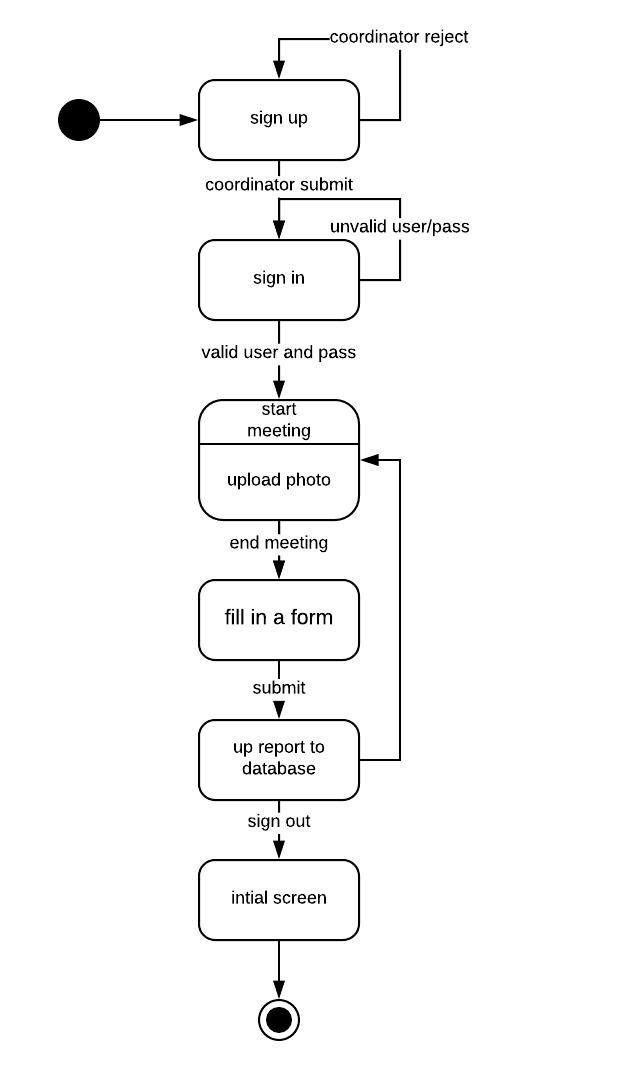 coordinator reject
sign up
coordinator submit
unvalid user/pass
sign in
valid user and pass
start
meeting
upload photo
end meeting
fill in a form
submit
up report to
database
sign out
intial screen